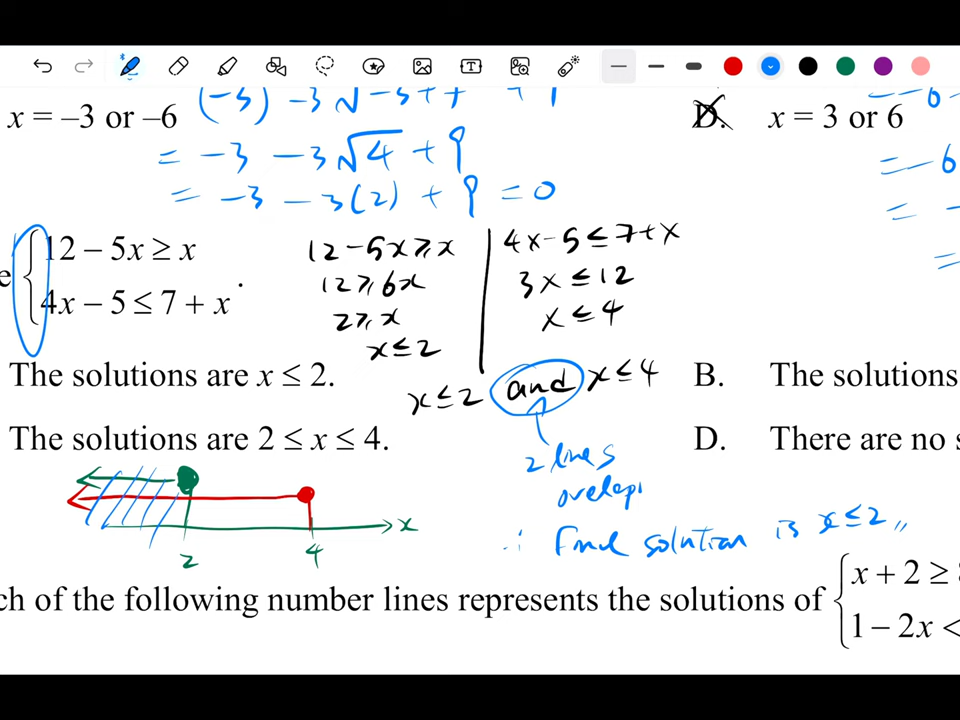 x = –3 or –6
= –3 –3√4 + 9
= –3 – 3(2) + 9 = 0
D. x = 3 or 6
= –6
12 – 5x ≥ x
4x – 5 ≤ 7 + x
.
12 – 5x ≥ x
12 ≥ 6x
2 ≥ x
x ≤ 2
4x – 5 ≤ 7 + x
3x ≤ 12
x ≤ 4
The solutions are x ≤ 2.
x ≤ 2 and x ≤ 4
B. The solutions
The solutions are 2 ≤ x ≤ 4.
D. There are no
2 lines
overlap
∴ Final solution is x ≤ 2 ,,
x
2
4
ch of the following number lines represents the solutions of
x + 2 ≥
1 – 2x <